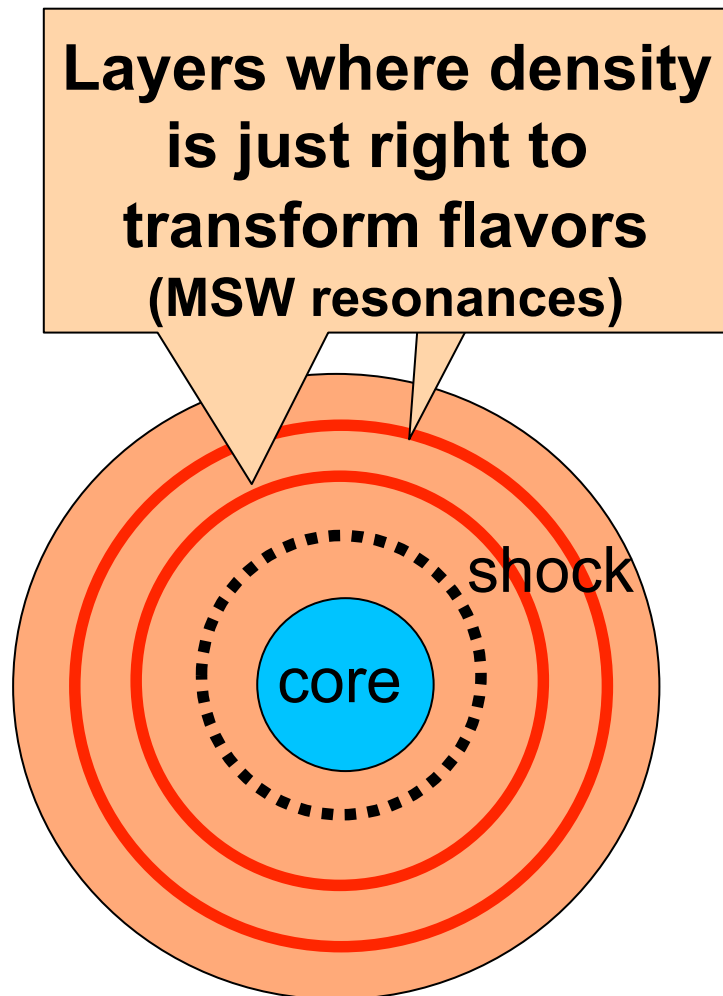 Layers where density
is just right to
transform flavors
(MSW resonances)
shock
core